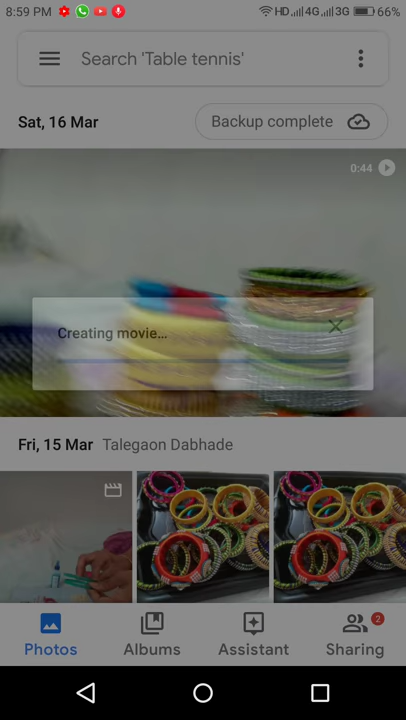 8:59 PM HD 4G 3G 66%
Search 'Table tennis'
Sat, 16 Mar Backup complete
0:44
Creating movie...
Fri, 15 Mar Talegaon Dabhade
2
Photos Albums Assistant Sharing